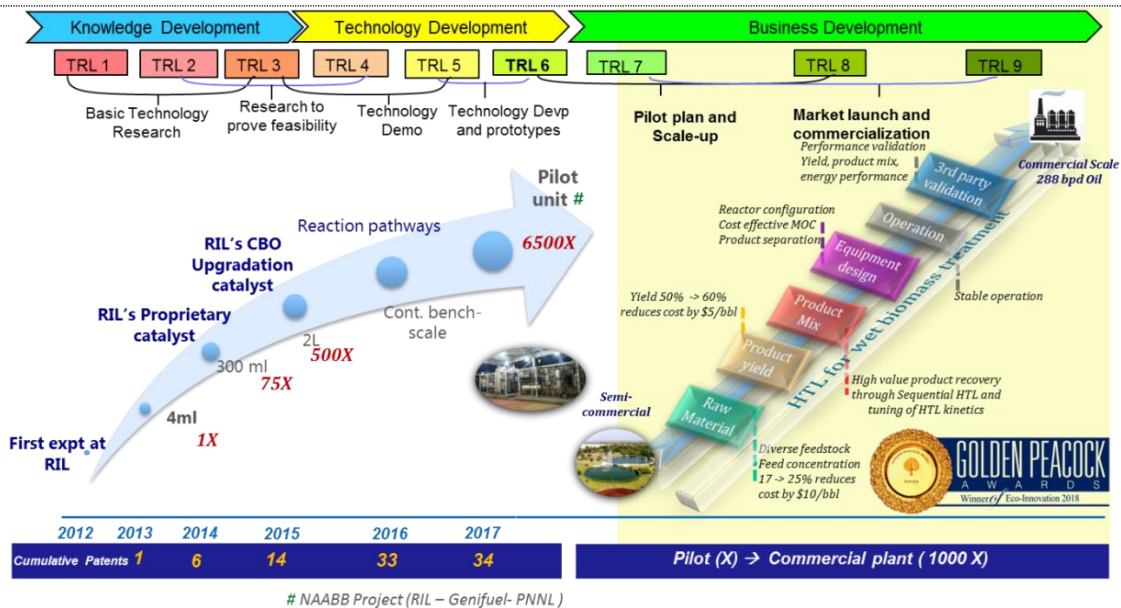 Knowledge Development
Technology Development
Business Development
TRL 1
TRL 2
TRL 3
TRL 4
TRL 5
TRL 6
TRL 7
TRL 8
TRL 9
Basic Technology
Research
Research to
prove feasibility
Technology
Demo
Technology Devp
and prototypes
Pilot plan and
Scale-up
Market launch and
commercialization
Performance validation
Yield, product mix,
energy performance
3rd party
validation
Commercial Scale
288 bpd Oil
Pilot
unit #
Reaction pathways
6500X
RIL's CBO
Upgradation
catalyst
Cont. bench-
scale
RIL's Proprietary
catalyst
2L
500X
300 ml
75X
4ml
1X
First expt at
RIL
Reactor configuration
Cost effective MOC
Product separation
Operation
Equipment
design
Stable operation
Yield 50% -> 60%
reduces cost by $5/bbl
Product
Mix
Product
yield
HTL for wet biomass treatment
High value product recovery
through Sequential HTL and
tuning of HTL kinetics
Semi-
commercial
Raw
Material
Diverse feedstock
Feed concentration
17 -> 25% reduces
cost by $10/bbl
GOLDEN PEACOCK
AWARDS
Winner of Eco-Innovation 2018
2012 2013 2014 2015 2016 2017
Cumulative Patents 1 6 14 33 34
Pilot (X) → Commercial plant ( 1000 X)
# NAABB Project (RIL – Genifuel- PNNL )